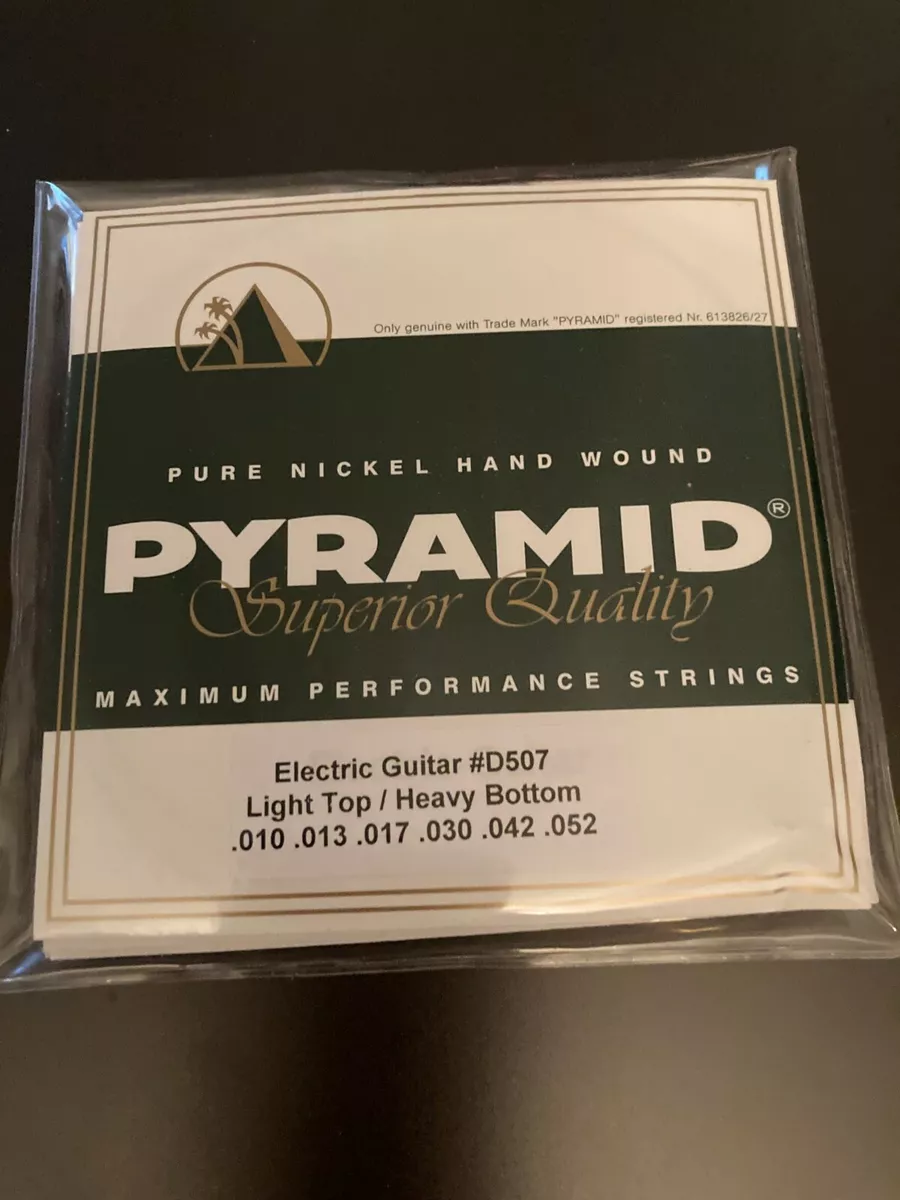 Only genuine with Trade Mark "PYRAMID" registered Nr. 613826/27
PURE NICKEL HAND WOUND
PYRAMID®
Superior Quality
MAXIMUM PERFORMANCE STRINGS
Electric Guitar #D507
Light Top / Heavy Bottom
.010 .013 .017 .030 .042 .052